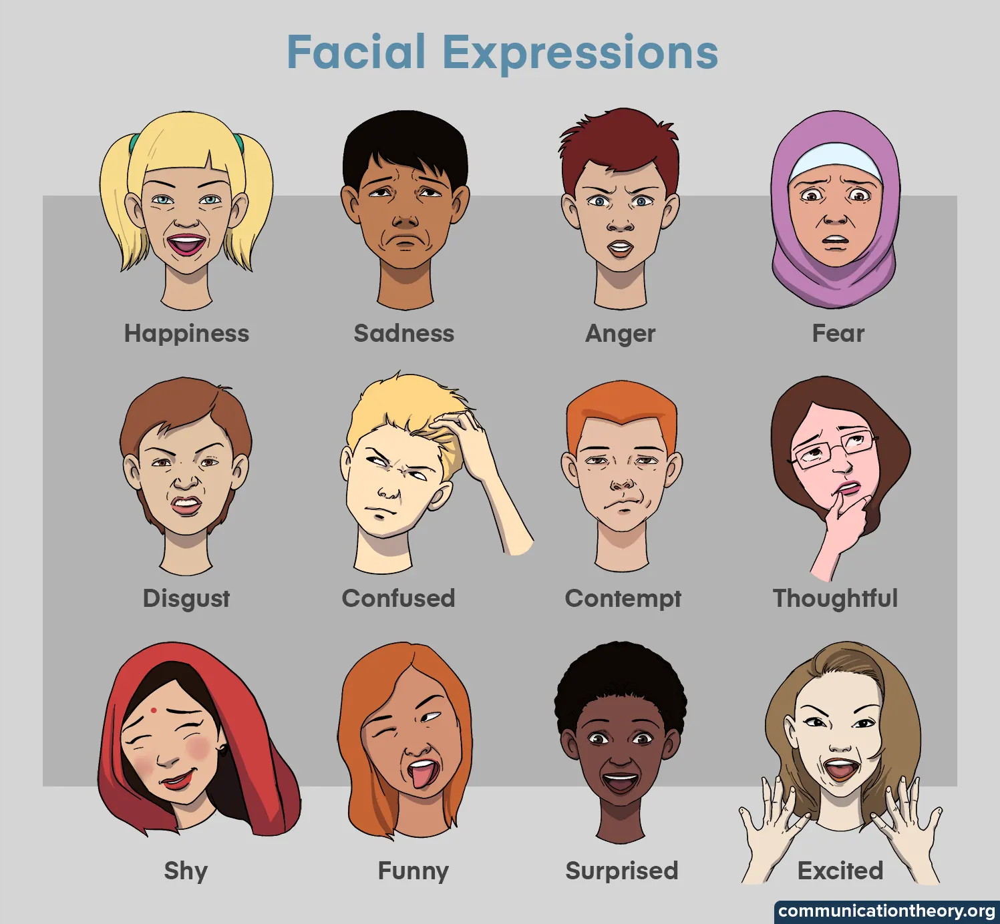 Facial Expressions
Happiness
Sadness
Anger
Fear
Disgust
Confused
Contempt
Thoughtful
Shy
Funny
Surprised
Excited
communicationtheory.org